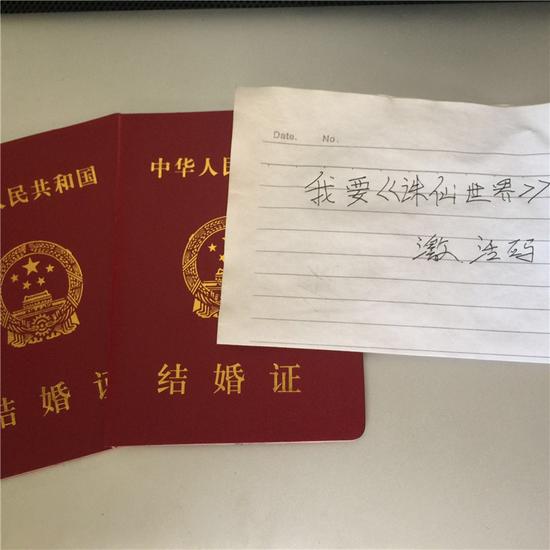 人民共和国
结婚证
中华人民
结婚证
Date.    No.
我要《诛仙世界》
激活码